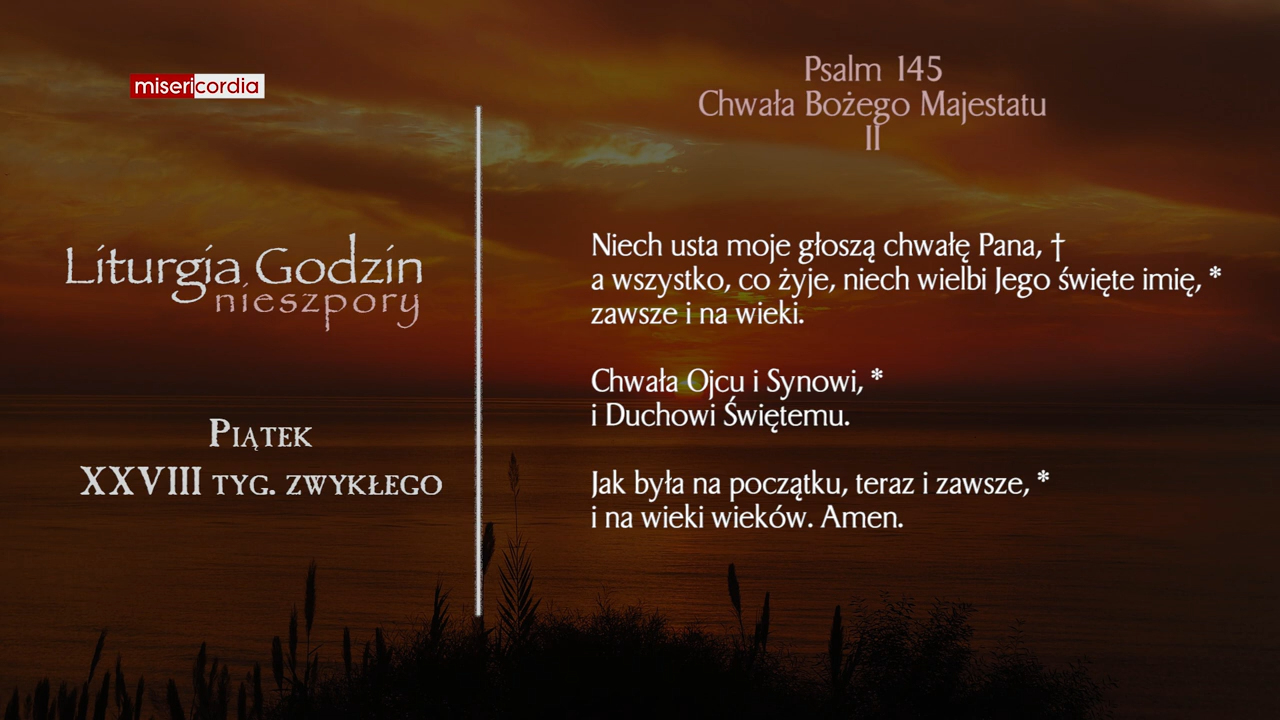 misericordia
Liturgia Godzin
nieszpory
Piątek
XXVIII tyg. zwykłego
Psalm 145
Chwała Bożego Majestatu
II
Niech usta moje głoszą chwałę Pana, †
a wszystko, co żyje, niech wielbi Jego święte imię, *
zawsze i na wieki.
Chwała Ojcu i Synowi, *
i Duchowi Świętemu.
Jak była na początku, teraz i zawsze, *
i na wieki wieków. Amen.